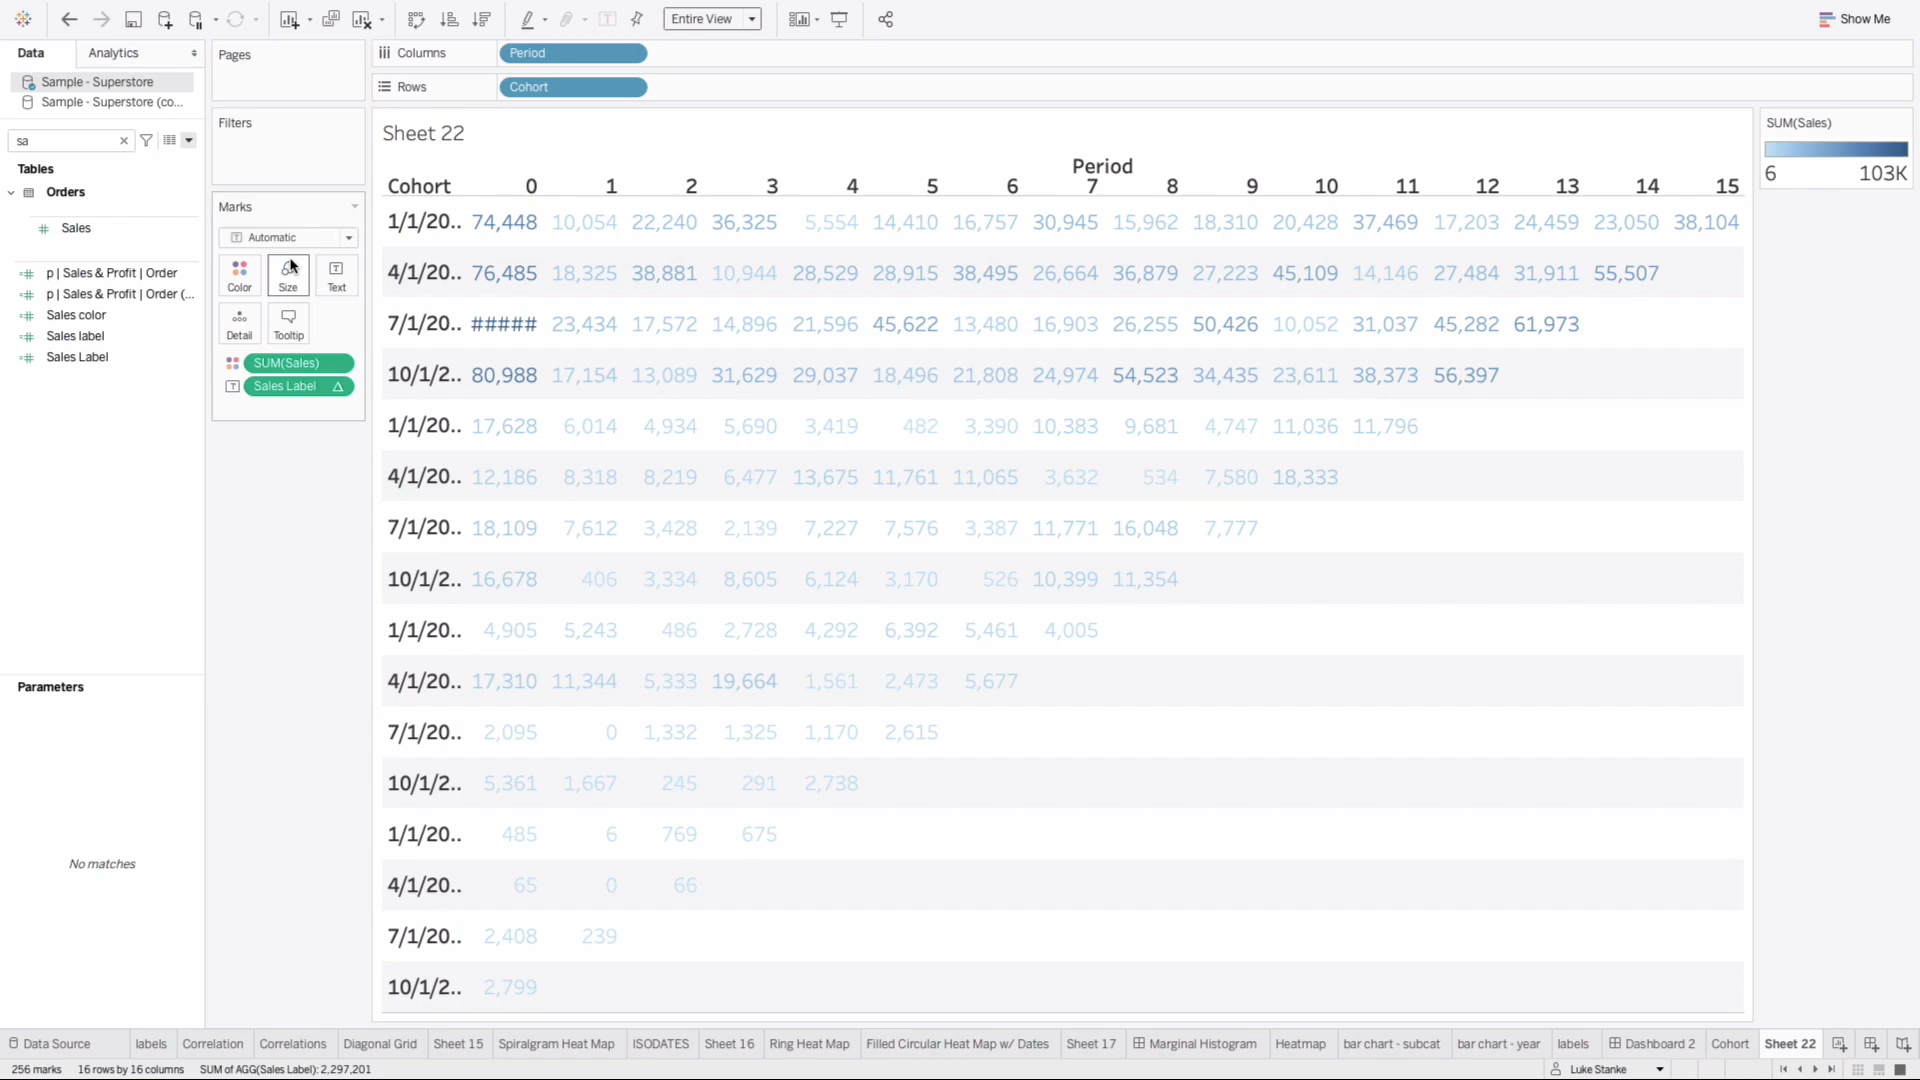 Entire View
Show Me
Data
Analytics
Pages
Columns
Period
Rows
Cohort
Sample - Superstore
Sample - Superstore (co...
sa
Filters
Tables
Orders
Sales
p | Sales & Profit | Order
p | Sales & Profit | Order (...
Sales color
Sales label
Sales Label
Marks
Automatic
Color
Size
Text
Detail
Tooltip
SUM(Sales)
Sales Label
Parameters
No matches
Sheet 22
SUM(Sales)
6 103K
Period
Cohort 0 1 2 3 4 5 6 7 8 9 10 11 12 13 14 15
1/1/20.. 74,448 10,054 22,240 36,325 5,554 14,410 16,757 30,945 15,962 18,310 20,428 37,469 17,203 24,459 23,050 38,104
4/1/20.. 76,485 18,325 38,881 10,944 28,529 28,915 38,495 26,664 36,879 27,223 45,109 14,146 27,484 31,911 55,507
7/1/20.. ##### 23,434 17,572 14,896 21,596 45,622 13,480 16,903 26,255 50,426 10,052 31,037 45,282 61,973
10/1/2.. 80,988 17,154 13,089 31,629 29,037 18,496 21,808 24,974 54,523 34,435 23,611 38,373 56,397
1/1/20.. 17,628 6,014 4,934 5,690 3,419 482 3,390 10,383 9,681 4,747 11,036 11,796
4/1/20.. 12,186 8,318 8,219 6,477 13,675 11,761 11,065 3,632 534 7,580 18,333
7/1/20.. 18,109 7,612 3,428 2,139 7,227 7,576 3,387 11,771 16,048 7,777
10/1/2.. 16,678 406 3,334 8,605 6,124 3,170 526 10,399 11,354
1/1/20.. 4,905 5,243 486 2,728 4,292 6,392 5,461 4,005
4/1/20.. 17,310 11,344 5,333 19,664 1,561 2,473 5,677
7/1/20.. 2,095 0 1,332 1,325 1,170 2,615
10/1/2.. 5,361 1,667 245 291 2,738
1/1/20.. 485 6 769 675
4/1/20.. 65 0 66
7/1/20.. 2,408 239
10/1/2.. 2,799
Data Source labels Correlation Correlations Diagonal Grid Sheet 15 Spiralgram Heat Map ISODATES Sheet 16 Ring Heat Map Filled Circular Heat Map w/ Dates Sheet 17 Marginal Histogram Heatmap bar chart - subcat bar chart - year labels Dashboard 2 Cohort Sheet 22
256 marks 16 rows by 16 columns SUM of AGG(Sales Label): 2,297,201 Luke Stanke